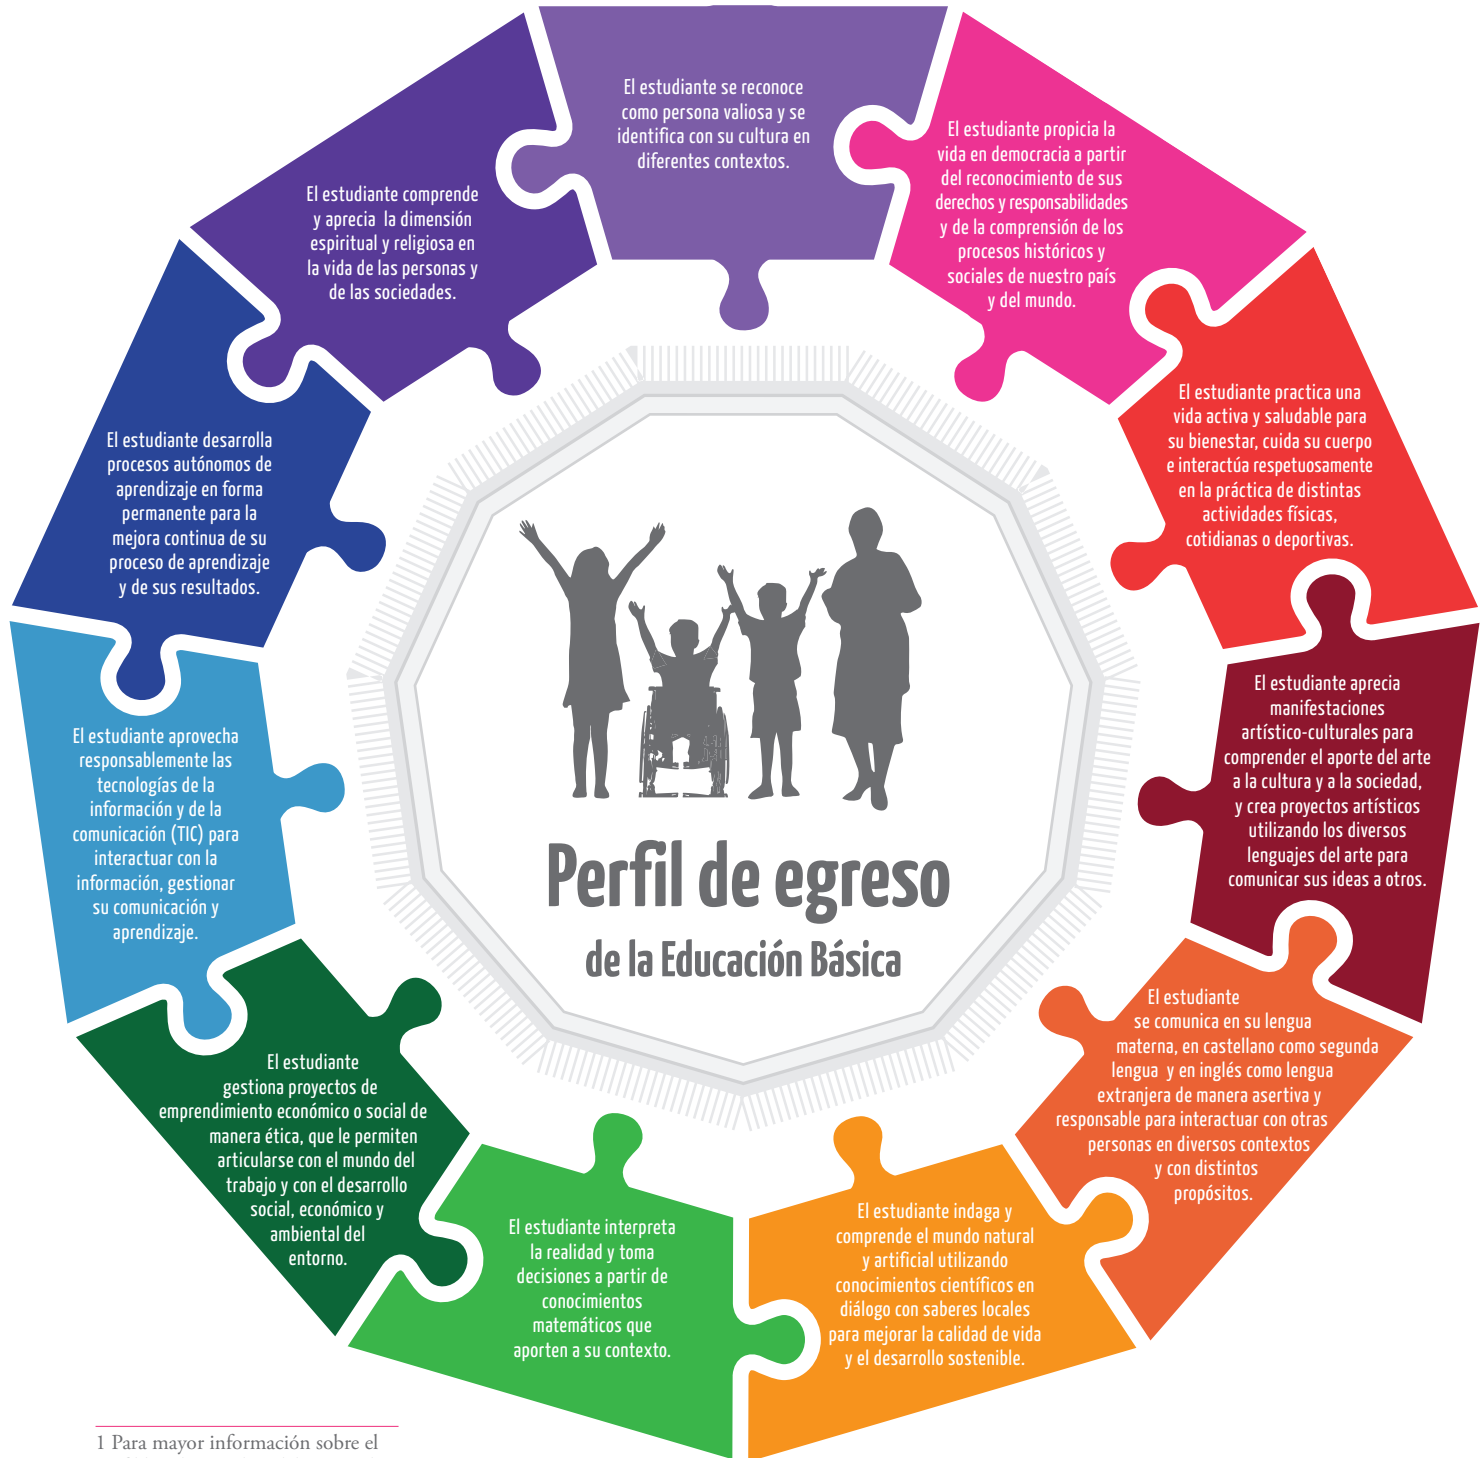 El estudiante se reconoce
como persona valiosa y se
identifica con su cultura en
diferentes contextos.
El estudiante propicia la
vida en democracia a partir
del reconocimiento de sus
derechos y responsabilidades
y de la comprensión de los
procesos históricos y
sociales de nuestro país
y del mundo.
El estudiante practica una
vida activa y saludable para
su bienestar, cuida su cuerpo
e interactúa respetuosamente
en la práctica de distintas
actividades físicas,
cotidianas o deportivas.
El estudiante aprecia
manifestaciones
artístico-culturales para
comprender el aporte del arte
a la cultura y a la sociedad,
y crea proyectos artísticos
utilizando los diversos
lenguajes del arte para
comunicar sus ideas a otros.
El estudiante
se comunica en su lengua
materna, en castellano como segunda
lengua y en inglés como lengua
extranjera de manera asertiva y
responsable para interactuar con otras
personas en diversos contextos
y con distintos
propósitos.
El estudiante indaga y
comprende el mundo natural
y artificial utilizando
conocimientos científicos en
diálogo con saberes locales
para mejorar la calidad de vida
y el desarrollo sostenible.
El estudiante interpreta
la realidad y toma
decisiones a partir de
conocimientos
matemáticos que
aporten a su contexto.
El estudiante
gestiona proyectos de
emprendimiento económico o social de
manera ética, que le permiten
articularse con el mundo del
trabajo y con el desarrollo
social, económico y
ambiental del
entorno.
El estudiante aprovecha
responsablemente las
tecnologías de la
información y de la
comunicación (TIC) para
interactuar con la
información, gestionar
su comunicación y
aprendizaje.
El estudiante desarrolla
procesos autónomos de
aprendizaje en forma
permanente para la
mejora continua de su
proceso de aprendizaje
y de sus resultados.
El estudiante comprende
y aprecia la dimensión
espiritual y religiosa en
la vida de las personas y
de las sociedades.
Perfil de egreso
de la Educación Básica
1 Para mayor información sobre el